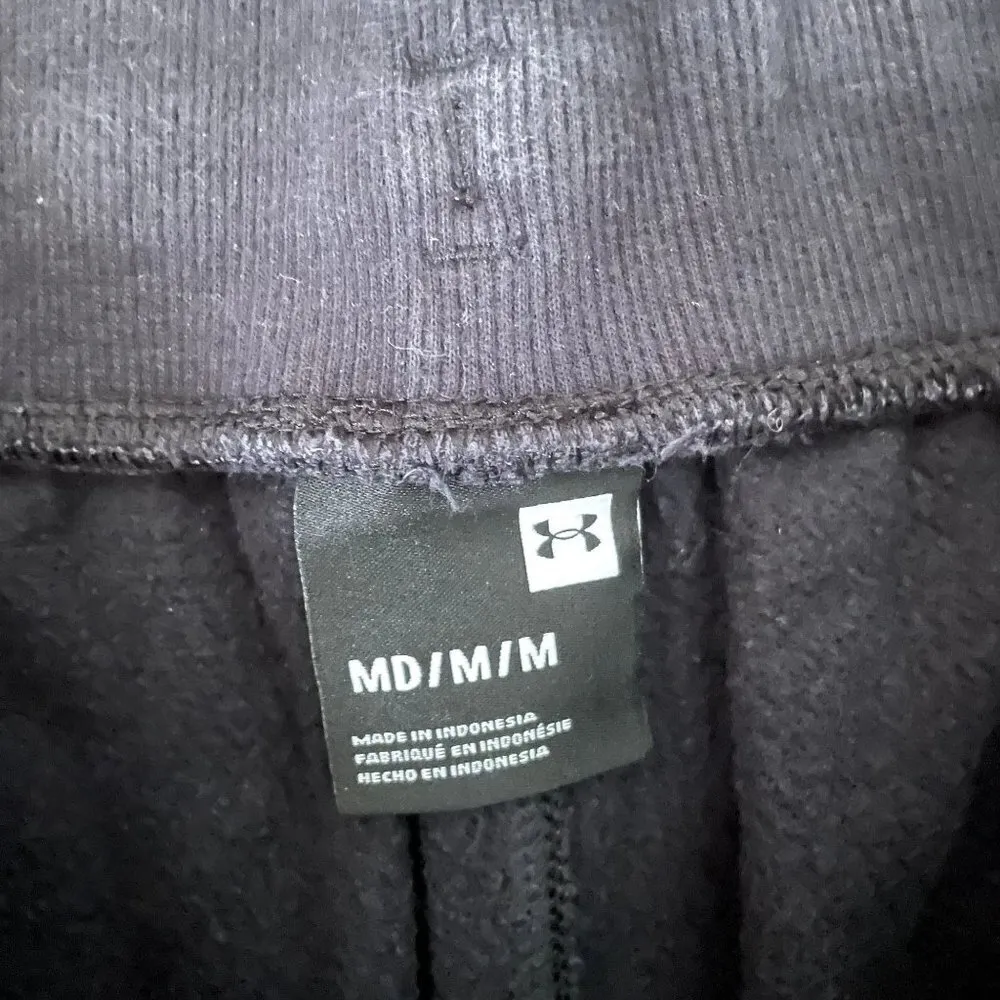 MD/M/M
MADE IN INDONESIA
FABRIQUÉ EN INDONÉSIE
HECHO EN INDONESIA